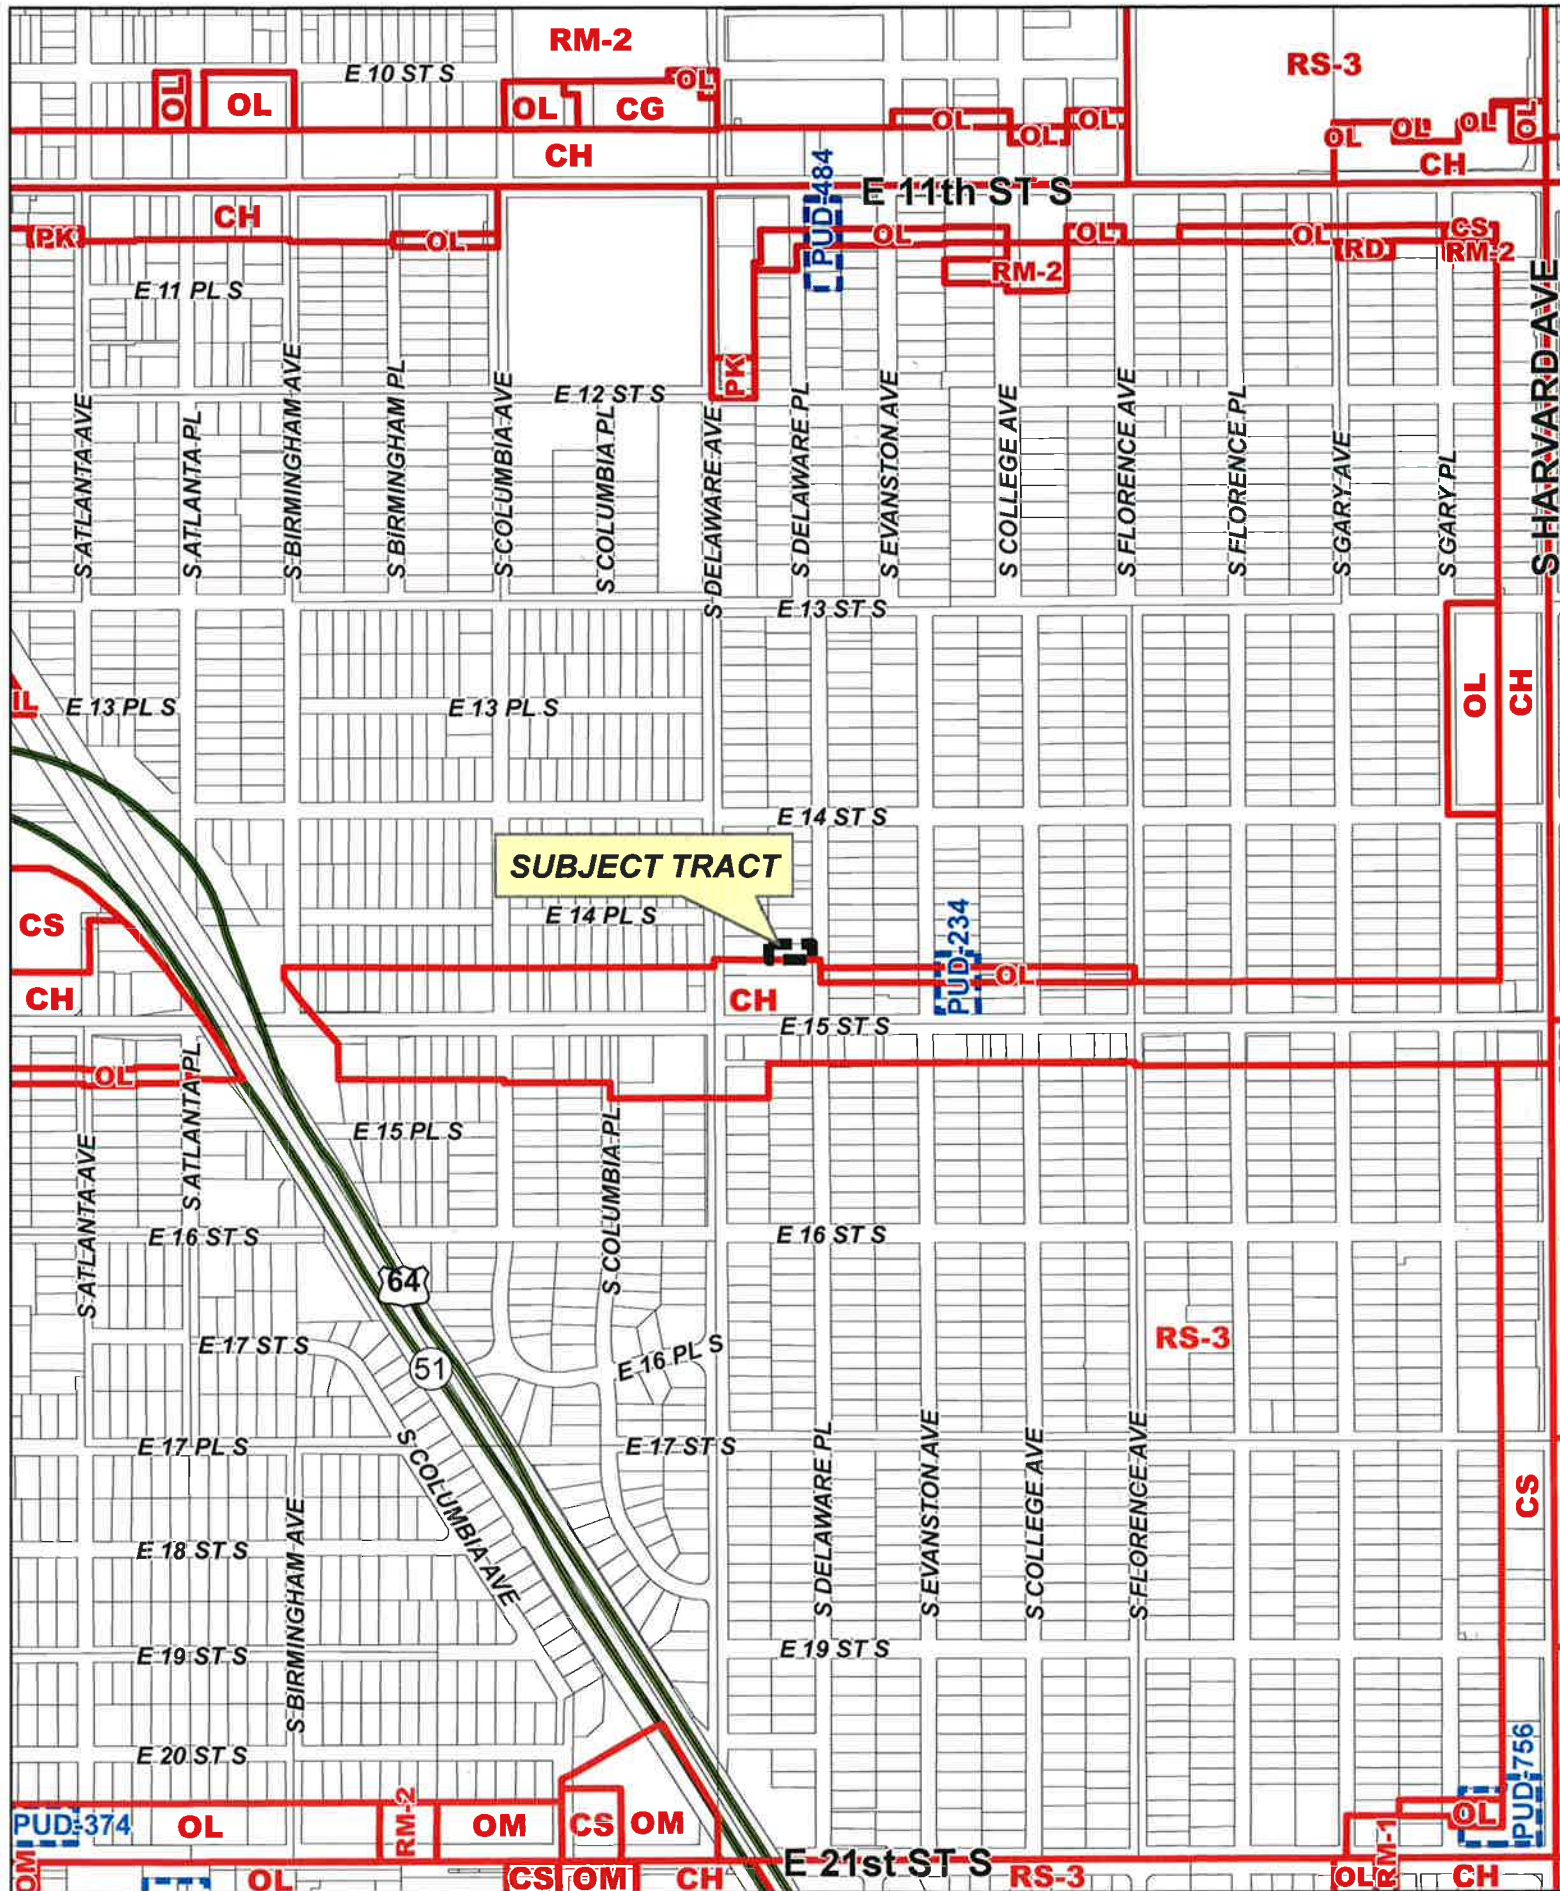 RM-2
E 10 ST S
RS-3
OL
OL
OL
CG
OL
OL
OL
OL
OL
OL
OL
OL
CH
CH
PUD-484
E 11th ST S
CH
PK
OL
OL
RM-2
OL
OL
CS
RD
RM-2
E 11 PL S
S HARVARD AVE
PK
E 12 ST S
S ATLANTA AVE
S ATLANTA PL
S BIRMINGHAM AVE
S BIRMINGHAM PL
S COLUMBIA AVE
S COLUMBIA PL
S DELAWARE AVE
S DELAWARE PL
S EVANSTON AVE
S COLLEGE AVE
S FLORENCE AVE
S FLORENCE PL
S GARY AVE
S GARY PL
E 13 ST S
IL
E 13 PL S
E 13 PL S
OL
CH
E 14 ST S
SUBJECT TRACT
E 14 PL S
CS
PUD-234
OL
CH
CH
E 15 ST S
OL
S ATLANTA PL
E 15 PL S
S ATLANTA AVE
S COLUMBIA PL
E 16 ST S
E 16 ST S
64
E 17 ST S
51
E 16 PL S
RS-3
E 17 PL S
E 17 ST S
S COLUMBIA AVE
S DELAWARE PL
S EVANSTON AVE
S COLLEGE AVE
S FLORENCE AVE
CS
E 18 ST S
S BIRMINGHAM AVE
E 19 ST S
E 19 ST S
E 20 ST S
PUD-756
PUD-374
OL
RM-2
OM
CS
OM
OL
E 21st ST S
OM
OL
CS
OM
CH
RS-3
OL
RM-1
CH